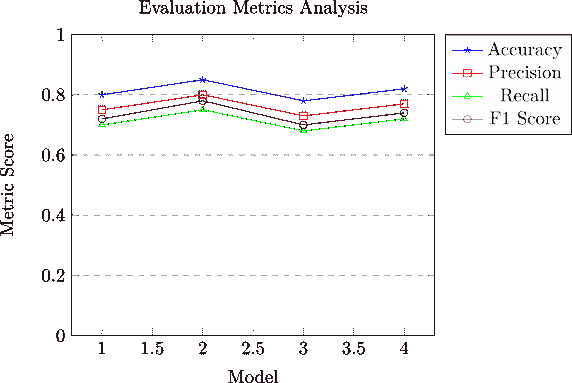 Evaluation Metrics Analysis
1
0.8
0.6
0.4
0.2
0
Metric Score
1 1.5 2 2.5 3 3.5 4
Model
Accuracy
Precision
Recall
F1 Score